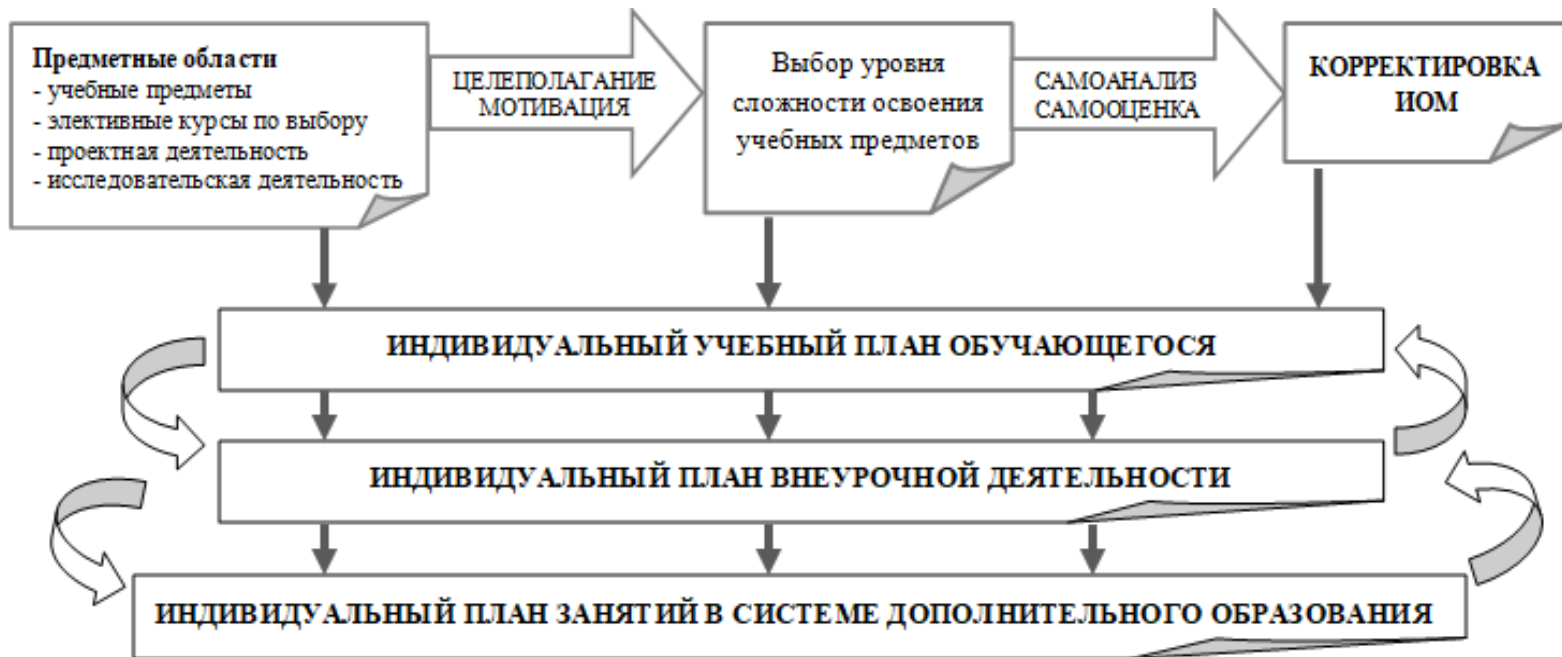 Предметные области
- учебные предметы
- элективные курсы по выбору
- проектная деятельность
- исследовательская деятельность
ЦЕЛЕПОЛАГАНИЕ
МОТИВАЦИЯ
Выбор уровня
сложности освоения
учебных предметов
САМОАНАЛИЗ
САМООЦЕНКА
КОРРЕКТИРОВКА
ИОМ
ИНДИВИДУАЛЬНЫЙ УЧЕБНЫЙ ПЛАН ОБУЧАЮЩЕГОСЯ
ИНДИВИДУАЛЬНЫЙ ПЛАН ВНЕУРОЧНОЙ ДЕЯТЕЛЬНОСТИ
ИНДИВИДУАЛЬНЫЙ ПЛАН ЗАНЯТИЙ В СИСТЕМЕ ДОПОЛНИТЕЛЬНОГО ОБРАЗОВАНИЯ